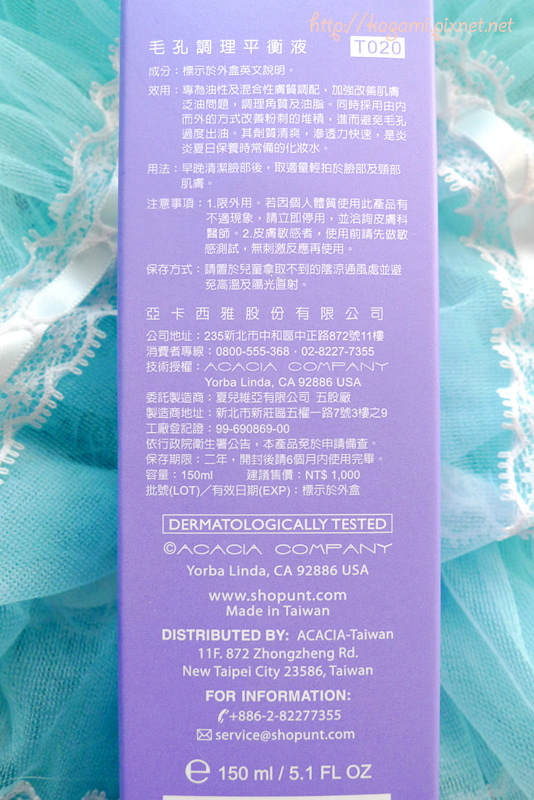 http://kogami.pixnet.net
毛孔調理平衡液 T020
成分：標示於外盒英文說明。
效用：專為油性及混合性膚質調配，加強改善肌膚
泛油問題，調理角質及油脂。同時採用由內
而外的方式改善粉刺的堆積，進而避免毛孔
過度出油。其劑質清爽，滲透力快速，是炎
炎夏日保養時常備的化妝水。
用法：早晚清潔臉部後，取適量輕拍於臉部及頸部
肌膚。
注意事項：1.限外用。若因個人體質使用此產品有
不適現象，請立即停用，並洽詢皮膚科
醫師。2.皮膚敏感者，使用前請先做敏
感測試，無刺激反應再使用。
保存方式：請置於兒童拿取不到的陰涼通風處並避
免高溫及陽光直射。
亞卡西雅股份有限公司
公司地址：235新北市中和區中正路872號11樓
消費者專線：0800-555-368．02-8227-7355
技術授權：ACACIA COMPANY
Yorba Linda, CA 92886 USA
委託製造商：夏兒維亞有限公司 五股廠
製造商地址：新北市新莊區五權一路7號3樓之9
工廠登記證：99-690869-00
依行政院衛生署公告，本產品免於申請備查。
保存期限：二年，開封後請6個月內使用完畢。
容量：150ml 建議售價：NT$ 1,000
批號(LOT)／有效日期(EXP)：標示於外盒
DERMATOLOGICALLY TESTED
©ACACIA COMPANY
Yorba Linda, CA 92886 USA
www.shopunt.com
Made in Taiwan
DISTRIBUTED BY: ACACIA-Taiwan
11F. 872 Zhongzheng Rd.
New Taipei City 23586, Taiwan
FOR INFORMATION:
+886-2-82277355
service@shopunt.com
℮ 150 ml / 5.1 FL OZ